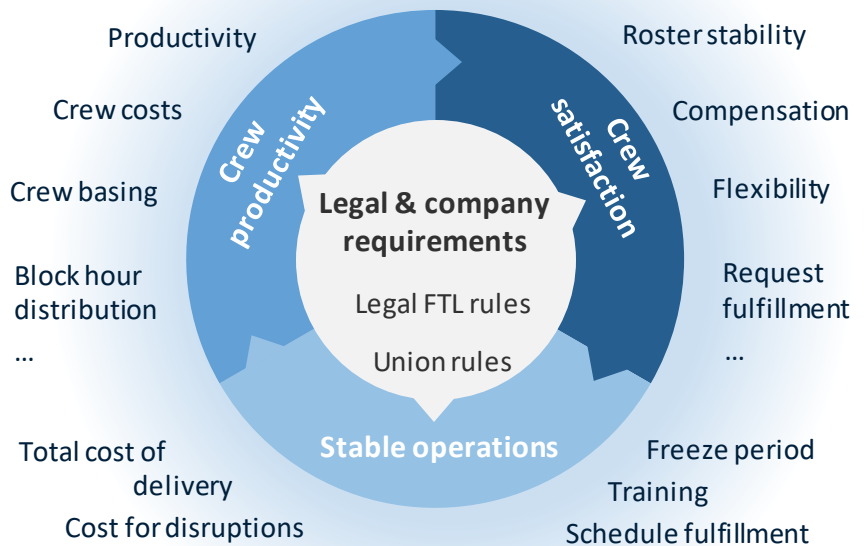 Productivity
Crew costs
Crew basing
Block hour
distribution
...
Crew
productivity
Legal & company
requirements
Legal FTL rules
Union rules
Crew
satisfaction
Roster stability
Compensation
Flexibility
Request
fulfillment
...
Stable operations
Total cost of
delivery
Cost for disruptions
Freeze period
Training
Schedule fulfillment